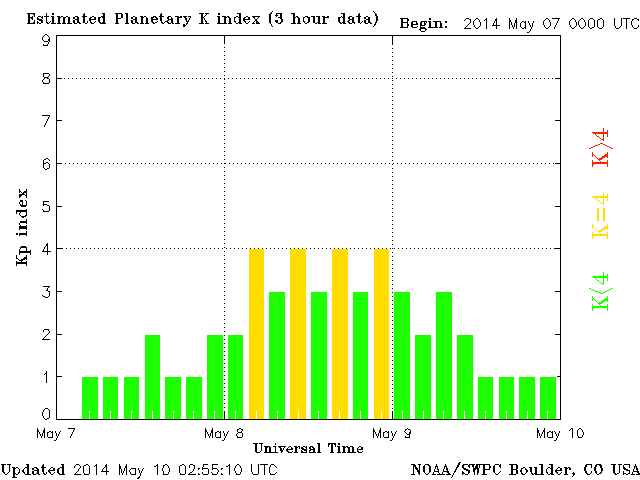 Estimated Planetary K index (3 hour data) Begin: 2014 May 07 0000 UTC
9
8
7
6
5
4
3
2
1
0
Kp index
K>4
K=4
K<4
May 7 May 8 May 9 May 10
Universal Time
Updated 2014 May 10 02:55:10 UTC NOAA/SWPC Boulder, CO USA